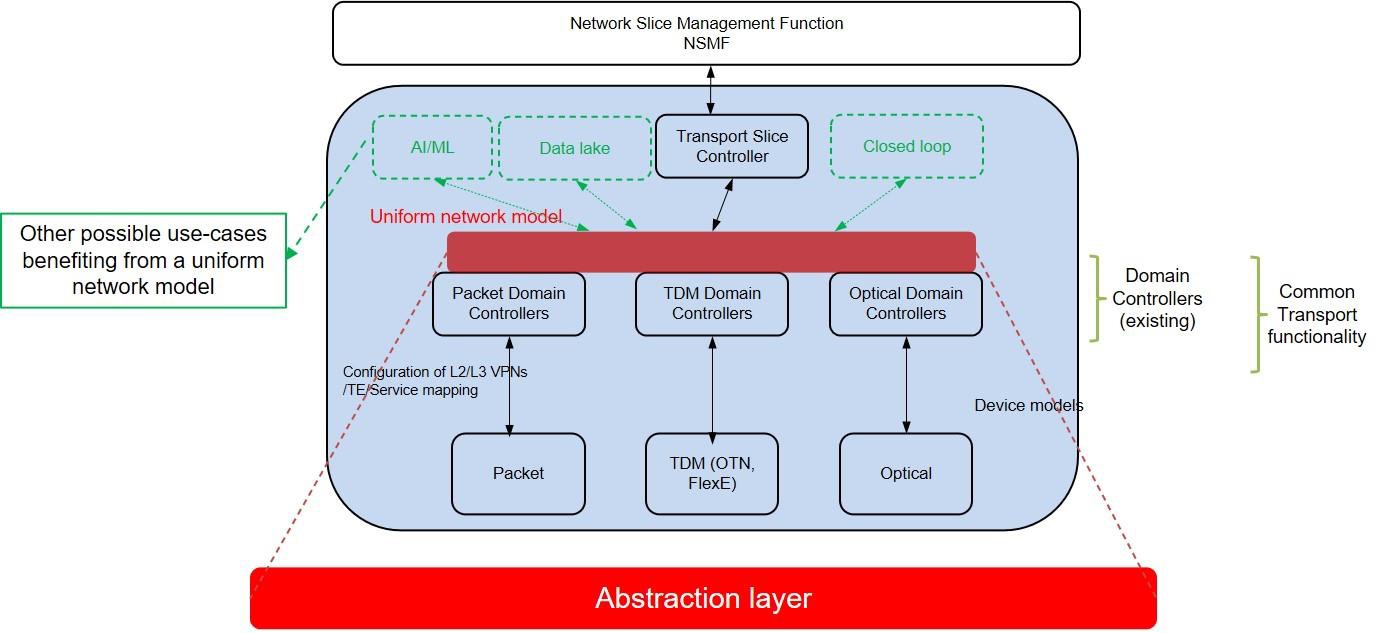 Network Slice Management Function
NSMF
AI/ML
Data lake
Transport Slice
Controller
Closed loop
Uniform network model
Other possible use-cases
benefiting from a uniform
network model
Packet Domain
Controllers
TDM Domain
Controllers
Optical Domain
Controllers
Domain
Controllers
(existing)
Common
Transport
functionality
Configuration of L2/L3 VPNs
/TE/Service mapping
Device models
Packet
TDM (OTN,
FlexE)
Optical
Abstraction layer